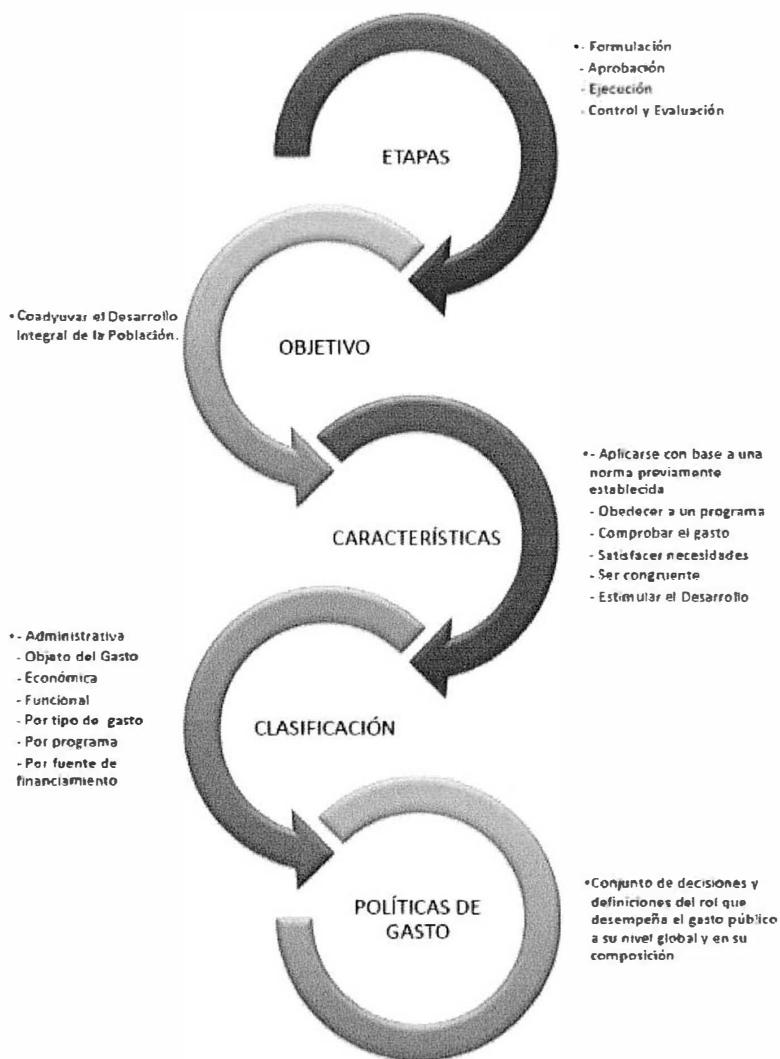 •- Formulación
- Aprobación
- Ejecución
- Control y Evaluación
ETAPAS
•Coadyuvar el Desarrollo
Integral de la Población.
OBJETIVO
•- Aplicarse con base a una
norma previamente
establecida
- Obedecer a un programa
- Comprobar el gasto
- Satisfacer necesidades
- Ser congruente
- Estimular el Desarrollo
CARACTERÍSTICAS
•- Administrativa
- Objeto del Gasto
- Económica
- Funcional
- Por tipo de gasto
- Por programa
- Por fuente de
financiamiento
CLASIFICACIÓN
POLÍTICAS DE
GASTO
•Conjunto de decisiones y
definiciones del rol que
desempeña el gasto público
a su nivel global y en su
composición